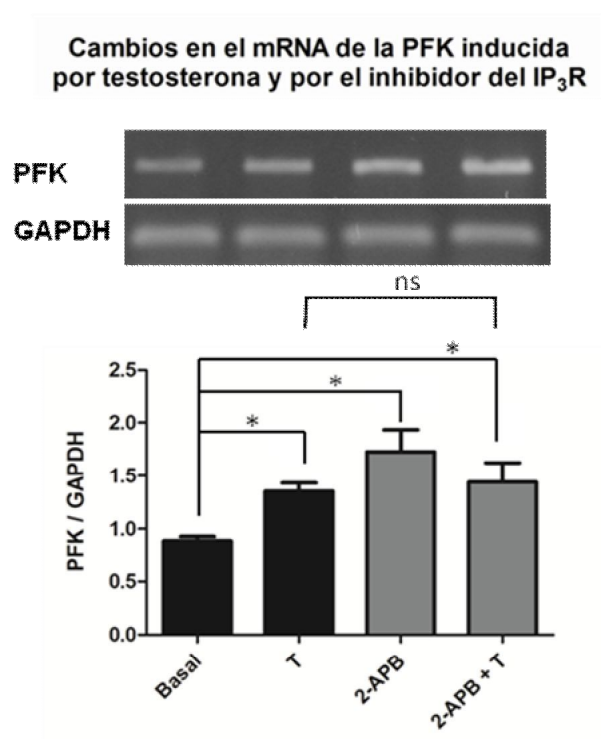 Cambios en el mRNA de la PFK inducida
por testosterona y por el inhibidor del IP₃R
PFK
GAPDH
ns
*
*
*
2.5
2.0
1.5
1.0
0.5
0.0
PFK / GAPDH
Basal
T
2-APB
2-APB + T